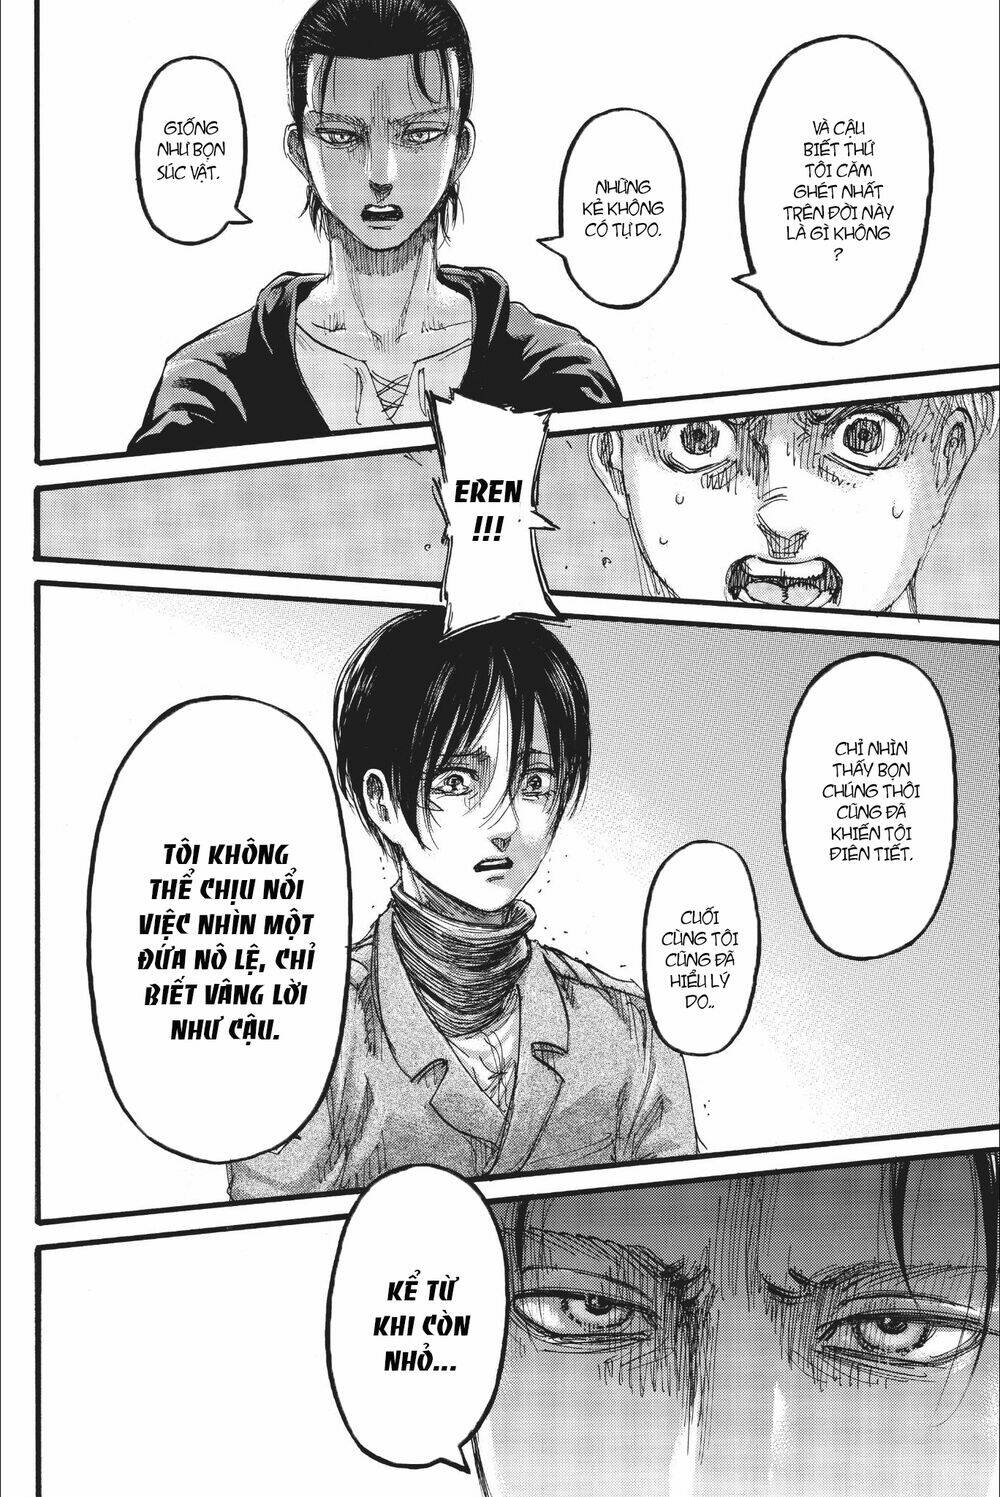 VÀ CẬU
BIẾT THỨ
TÔI CĂM
GHÉT NHẤT
TRÊN ĐỜI NÀY
LÀ GÌ KHÔNG
?
NHỮNG
KẺ KHÔNG
CÓ TỰ DO.
GIỐNG
NHƯ BỌN
SÚC VẬT.
EREN
!!!
CHỈ NHÌN
THẤY BỌN
CHÚNG THÔI
CŨNG ĐÃ
KHIẾN TÔI
ĐIÊN TIẾT.
CUỐI
CÙNG TÔI
CŨNG ĐÃ
HIỂU LÝ
DO..
TÔI KHÔNG
THỂ CHỊU NỔI
VIỆC NHÌN MỘT
ĐỨA NÔ LỆ, CHỈ
BIẾT VÂNG LỜI
NHƯ CẬU.
KỂ TỪ
KHI CÒN
NHỎ...